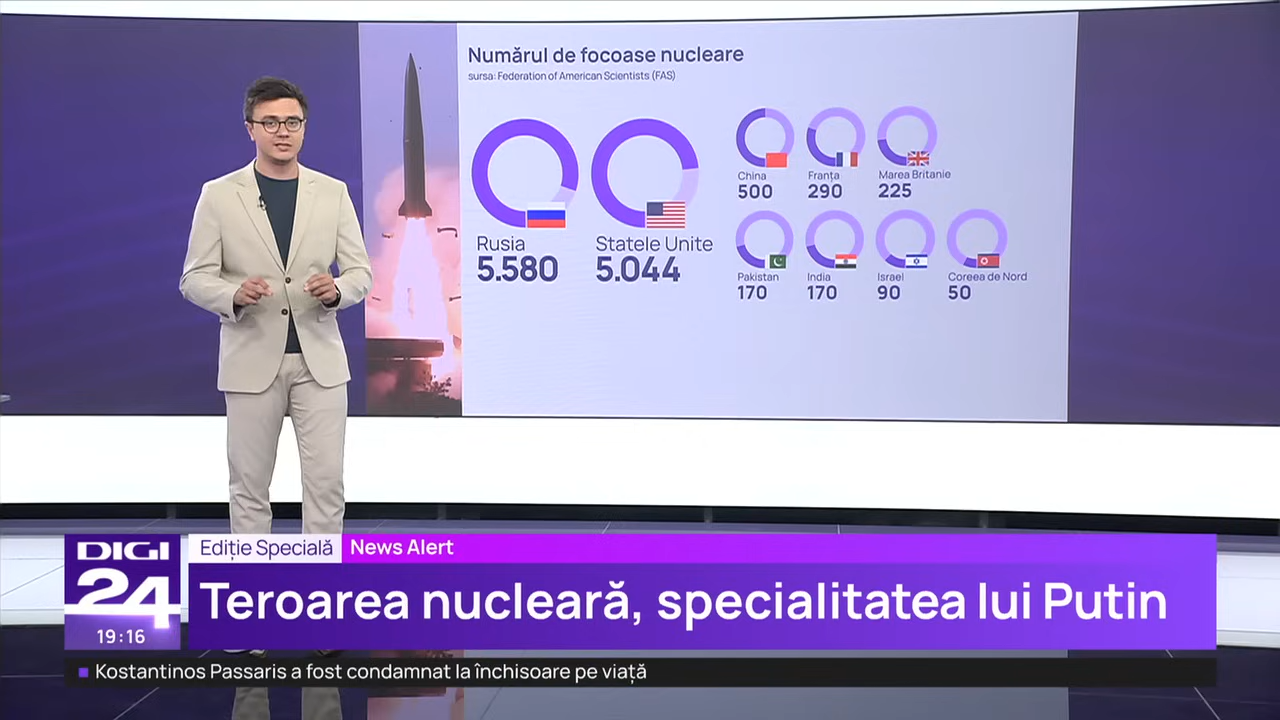 Numărul de focoase nucleare
sursa: Federation of American Scientists (FAS)
China
500
Franța
290
Marea Britanie
225
Rusia
5.580
Statele Unite
5.044
Pakistan
170
India
170
Israel
90
Coreea de Nord
50
DIGI
24
19:16
Ediție Specială
News Alert
Teroarea nucleară, specialitatea lui Putin
Kostantinos Passaris a fost condamnat la închisoare pe viață